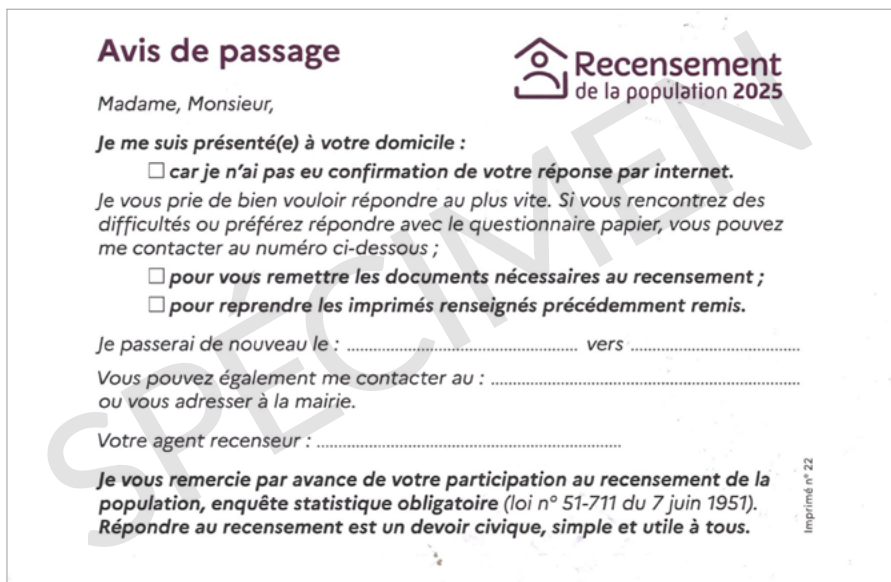 Avis de passage
Recensement
de la population 2025
Madame, Monsieur,
Je me suis présenté(e) à votre domicile :
☐ car je n'ai pas eu confirmation de votre réponse par internet.
Je vous prie de bien vouloir répondre au plus vite. Si vous rencontrez des
difficultés ou préférez répondre avec le questionnaire papier, vous pouvez
me contacter au numéro ci-dessous ;
☐ pour vous remettre les documents nécessaires au recensement ;
☐ pour reprendre les imprimés renseignés précédemment remis.
Je passerai de nouveau le : ........................................ vers ..............................
Vous pouvez également me contacter au : ........................................................
ou vous adresser à la mairie.
Votre agent recenseur : .......................................................
Je vous remercie par avance de votre participation au recensement de la
population, enquête statistique obligatoire (loi n° 51-711 du 7 juin 1951).
Répondre au recensement est un devoir civique, simple et utile à tous.
Imprimé n° 22
SPÉCIMEN